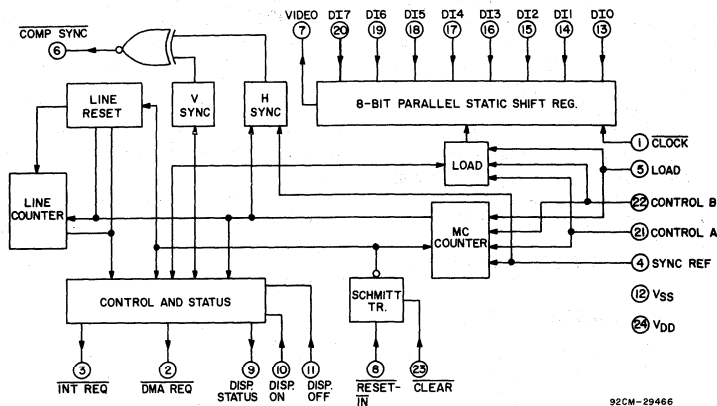 COMP SYNC
6
VIDEO
7
DI7
20
DI6
19
DI5
18
DI4
17
DI3
16
DI2
15
DI1
14
DI0
13
LINE
RESET
V
SYNC
H
SYNC
8-BIT PARALLEL STATIC SHIFT REG.
1 CLOCK
LOAD
5 LOAD
LINE
COUNTER
22 CONTROL B
MC
COUNTER
21 CONTROL A
4 SYNC REF
CONTROL AND STATUS
SCHMITT
TR.
12 VSS
24 VDD
3
INT REQ
2
DMA REQ
9
DISP.
STATUS
10
DISP.
ON
11
DISP.
OFF
8
RESET-
IN
23
CLEAR
92CM-29466